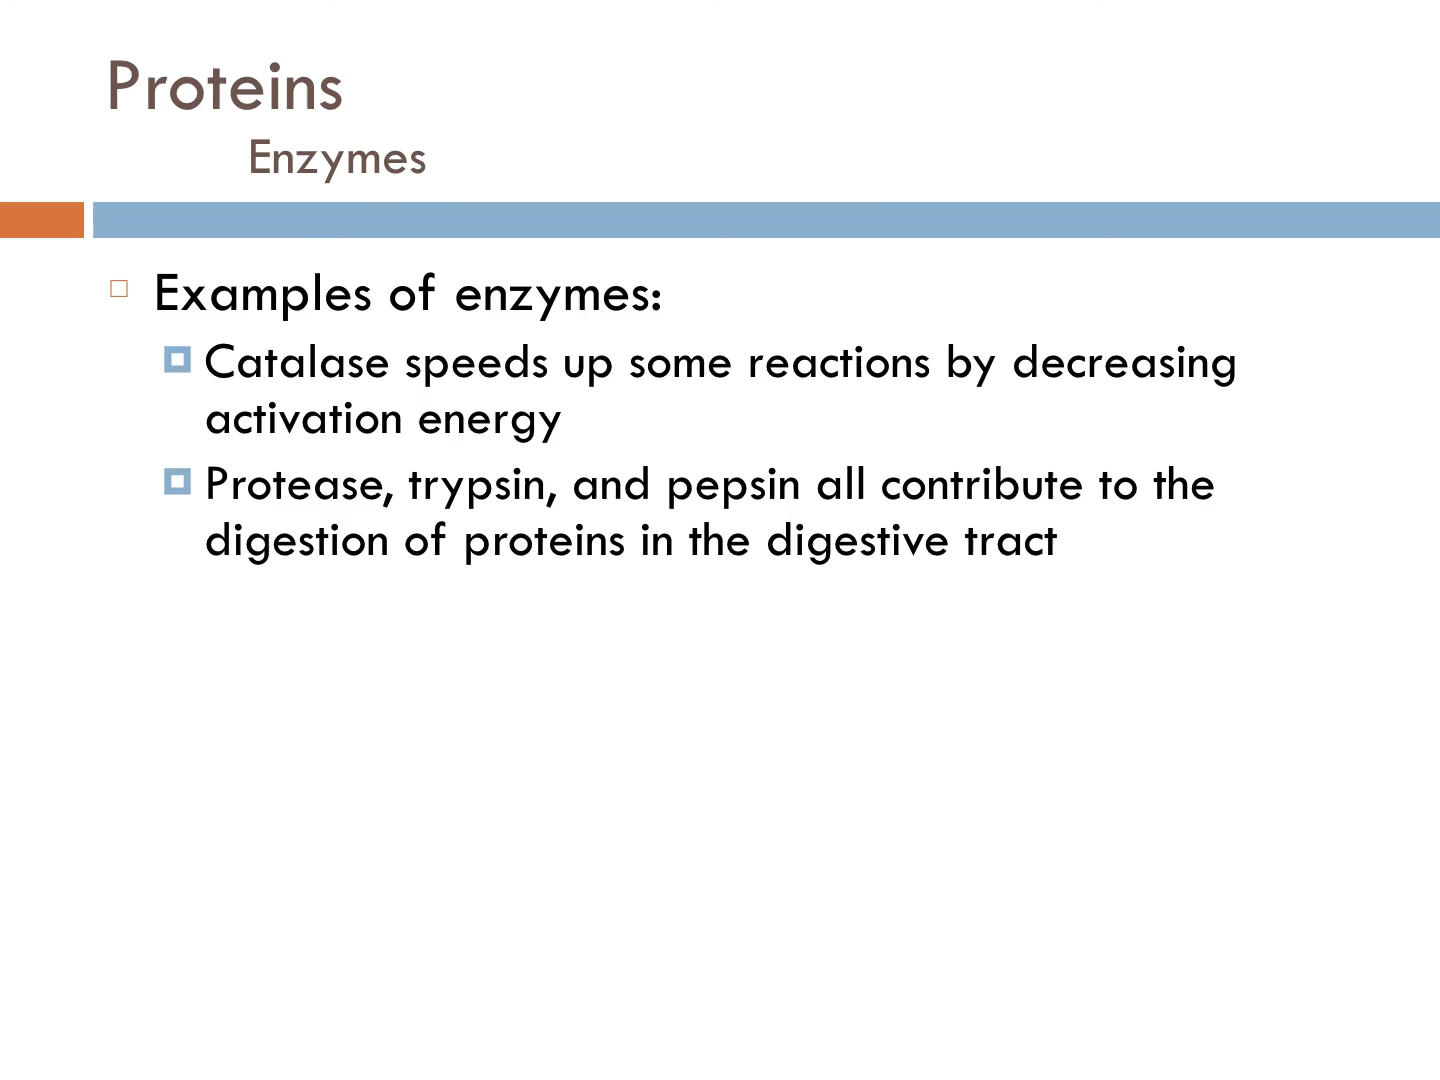 Proteins
Enzymes
Examples of enzymes:
Catalase speeds up some reactions by decreasing
activation energy
Protease, trypsin, and pepsin all contribute to the
digestion of proteins in the digestive tract